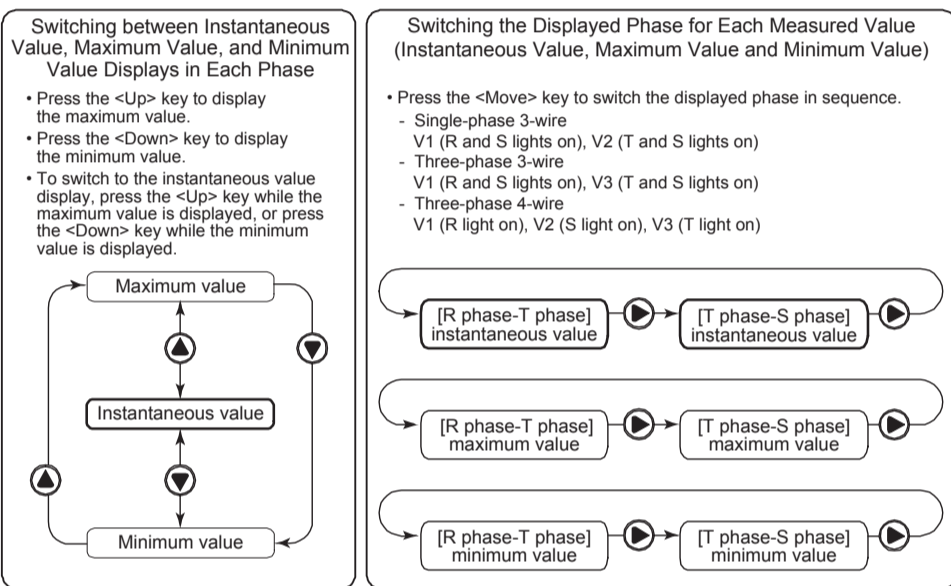 Switching between Instantaneous
Value, Maximum Value, and Minimum
Value Displays in Each Phase
• Press the <Up> key to display
the maximum value.
• Press the <Down> key to display
the minimum value.
• To switch to the instantaneous value
display, press the <Up> key while the
maximum value is displayed, or press
the <Down> key while the minimum
value is displayed.
Maximum value
Instantaneous value
Minimum value
Switching the Displayed Phase for Each Measured Value
(Instantaneous Value, Maximum Value and Minimum Value)
• Press the <Move> key to switch the displayed phase in sequence.
- Single-phase 3-wire
V1 (R and S lights on), V2 (T and S lights on)
- Three-phase 3-wire
V1 (R and S lights on), V3 (T and S lights on)
- Three-phase 4-wire
V1 (R light on), V2 (S light on), V3 (T light on)
[R phase-T phase]
instantaneous value
[T phase-S phase]
instantaneous value
[R phase-T phase]
maximum value
[T phase-S phase]
maximum value
[R phase-T phase]
minimum value
[T phase-S phase]
minimum value